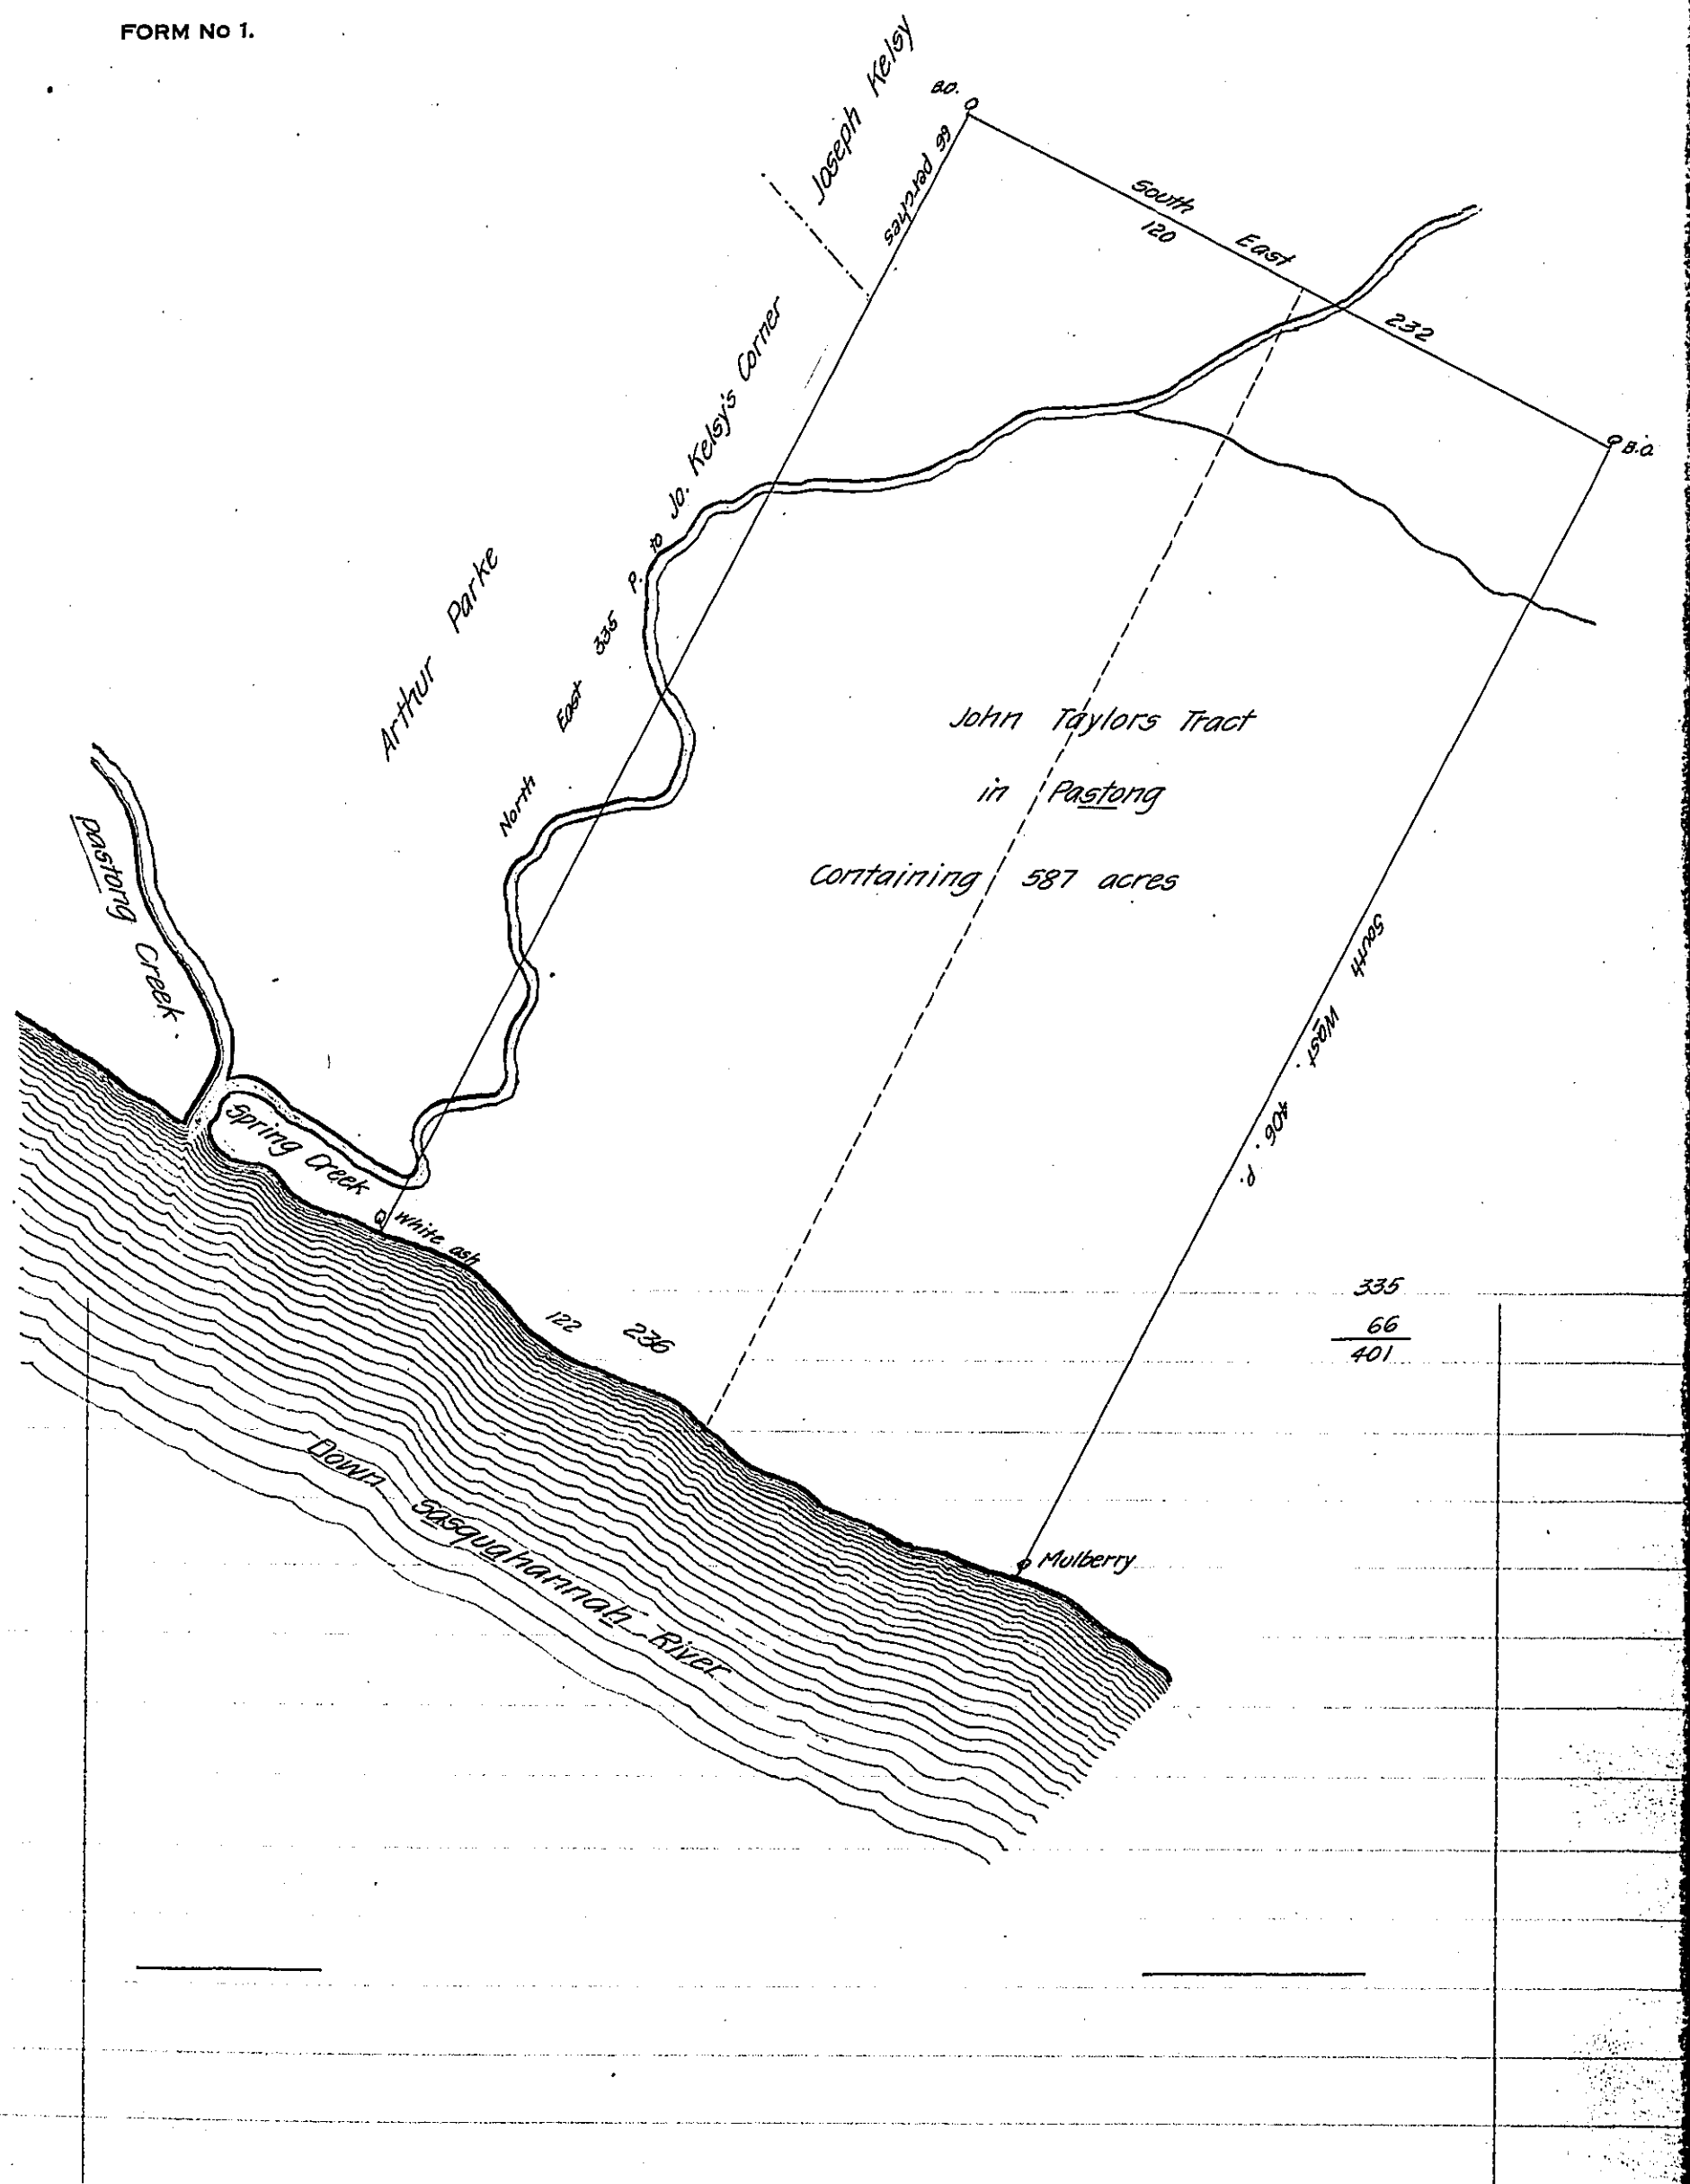 FORM No 1.
Joseph Kelsy
B.O.
66 perches
South East
120
232
B.O.
North East 335 P. to Jo. Kelsy's Corner
Arthur Parke
John Taylors Tract
in Pastong
Containing 587 acres
pastong Creek.
South West. 406. P.
Spring Creek
White ash
122 236
335
66
401
Mulberry
Down Sasquahannah River